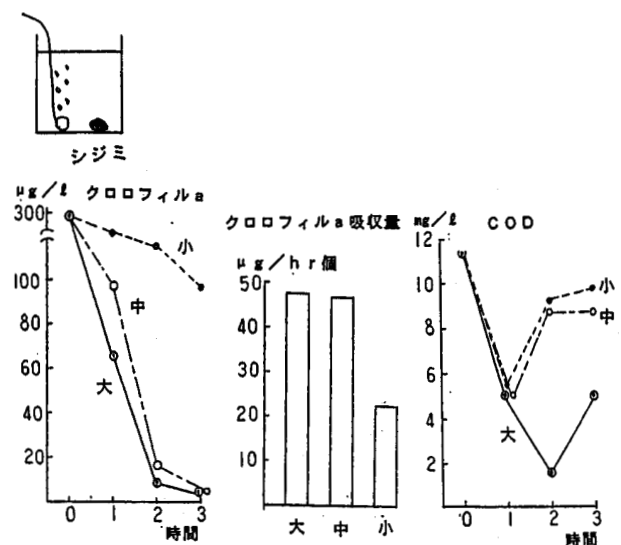 シジミ
μg/l クロロフィルa
300
100
80
60
40
20
0 1 2 3
時間
小
中
大
クロロフィルa吸収量
μg/hr個
50
40
30
20
10
大 中 小
mg/l COD
12
10
8
6
4
2
0 1 2 3
時間
小
中
大